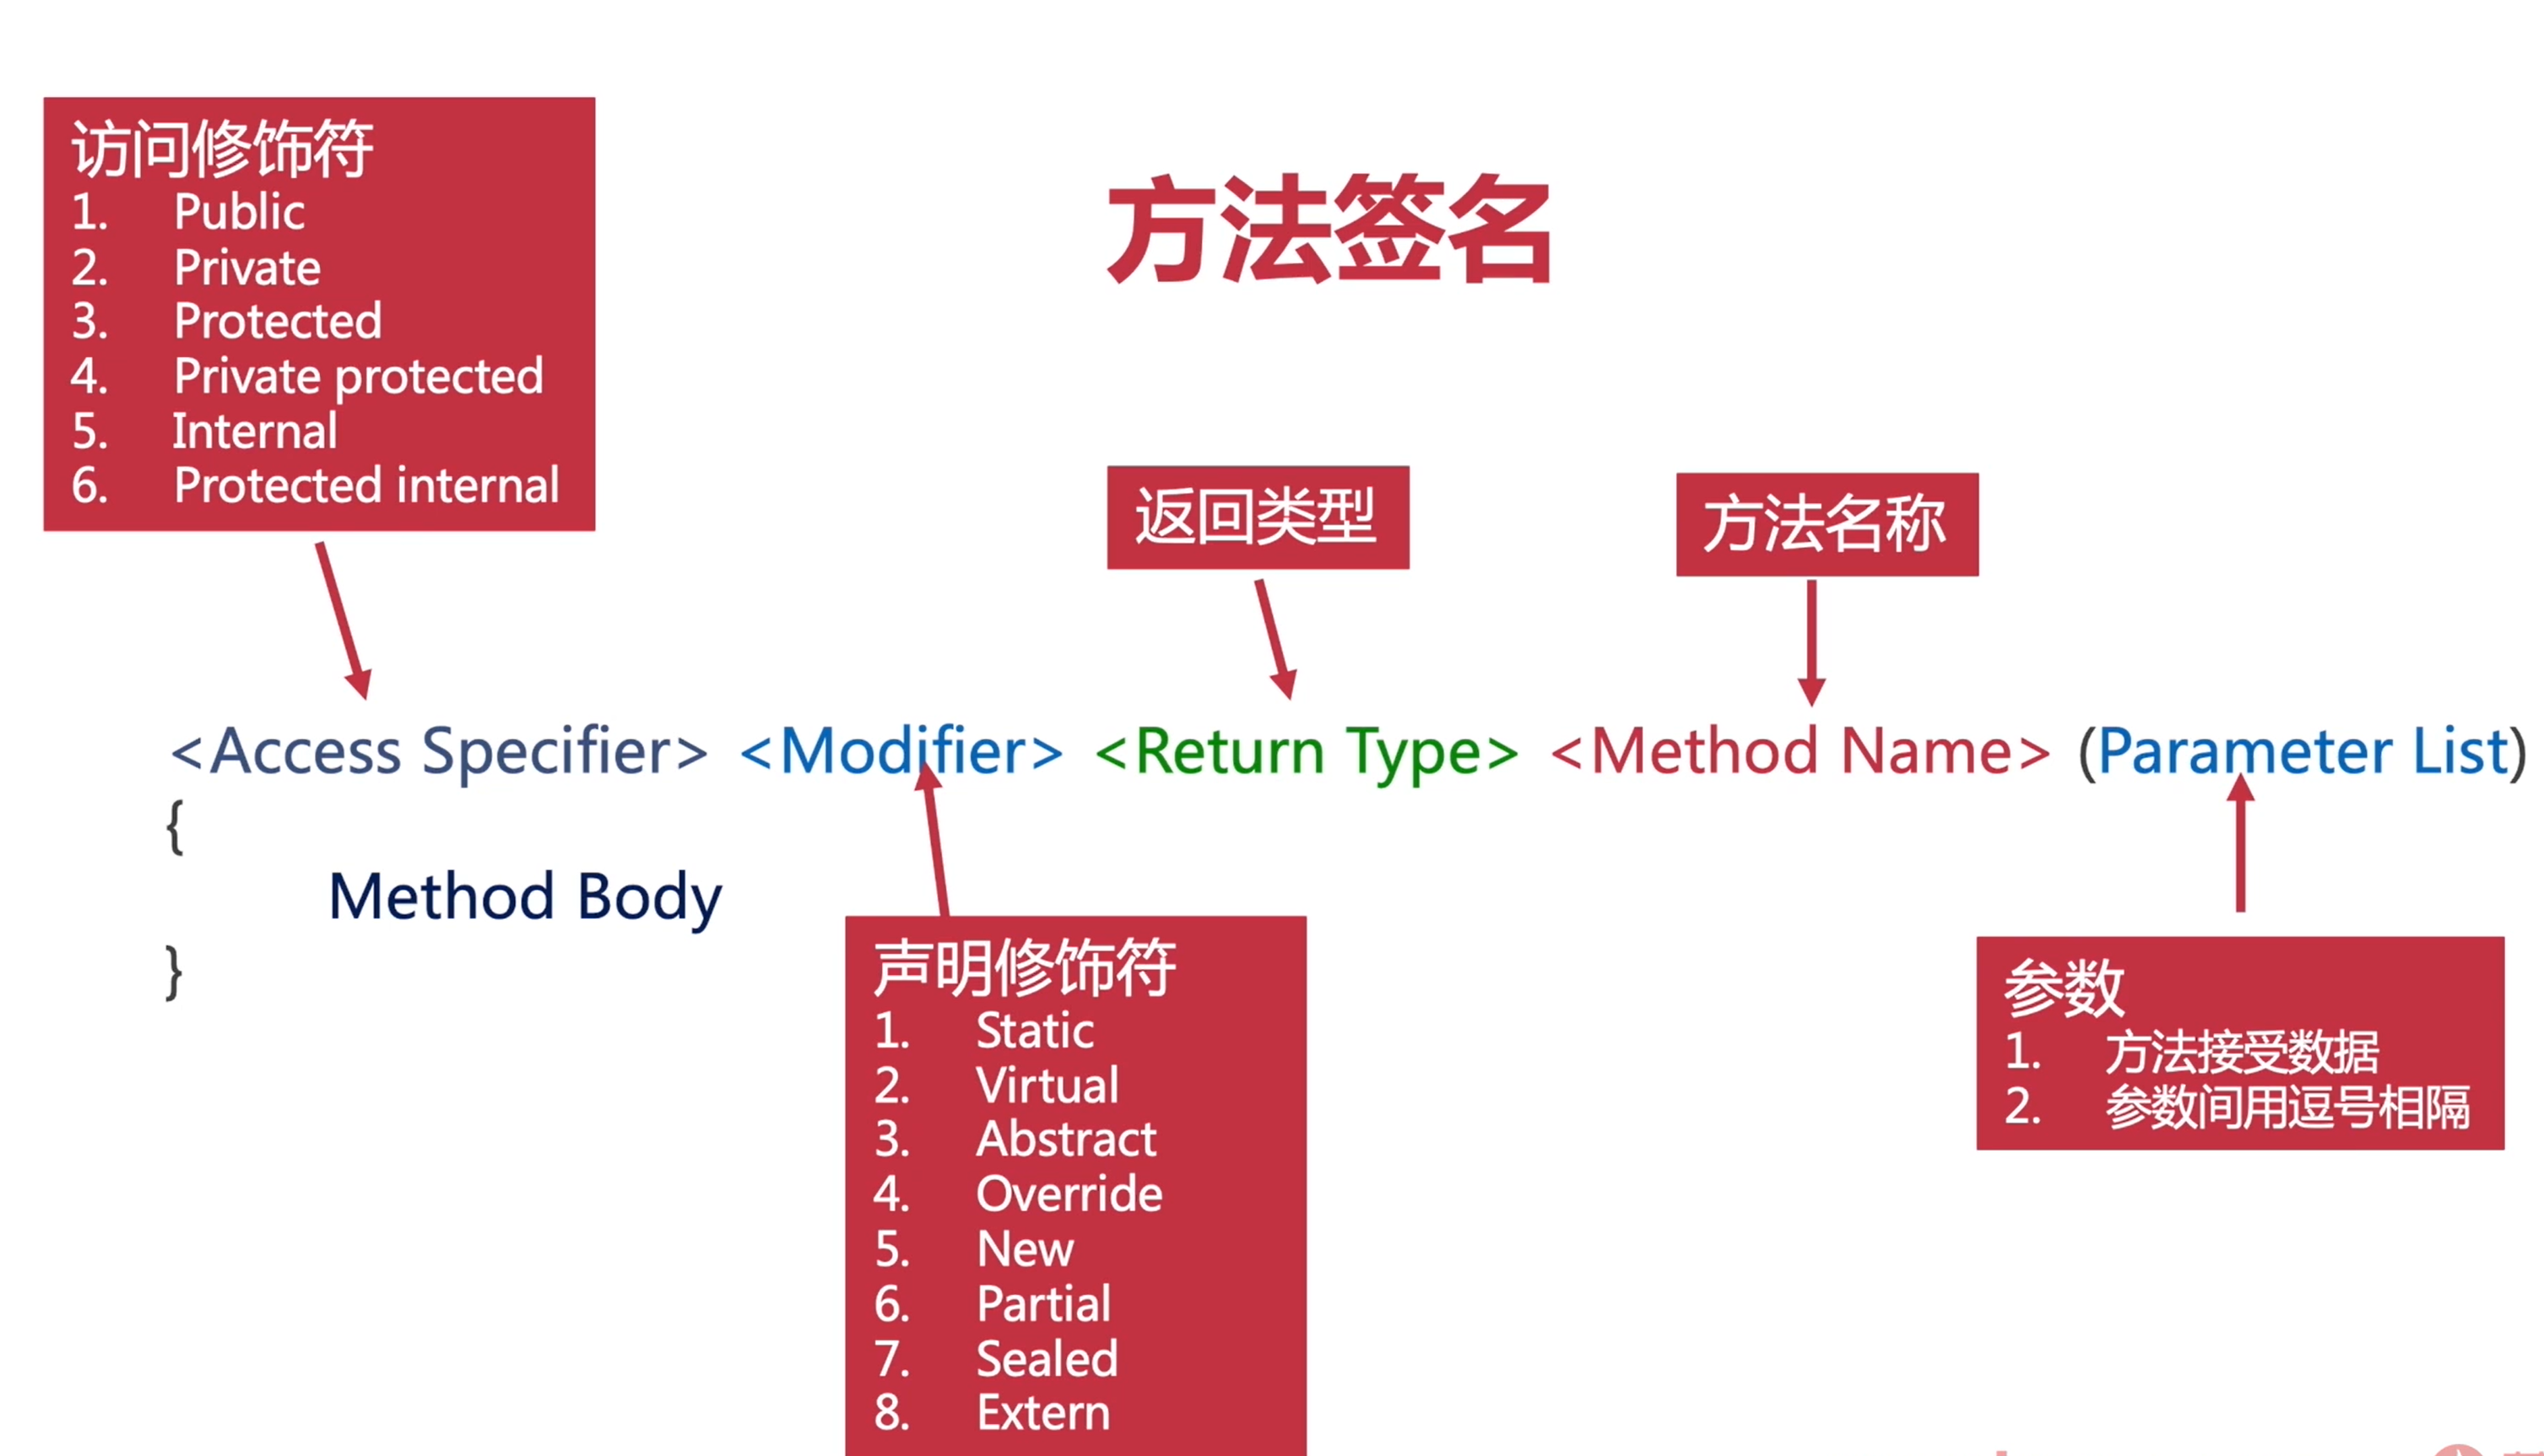 访问修饰符
1. Public
2. Private
3. Protected
4. Private protected
5. Internal
6. Protected internal
方法签名
返回类型
方法名称
<Access Specifier> <Modifier> <Return Type> <Method Name> (Parameter List)
{
Method Body
}
声明修饰符
1. Static
2. Virtual
3. Abstract
4. Override
5. New
6. Partial
7. Sealed
8. Extern
参数
1. 方法接受数据
2. 参数间用逗号相隔